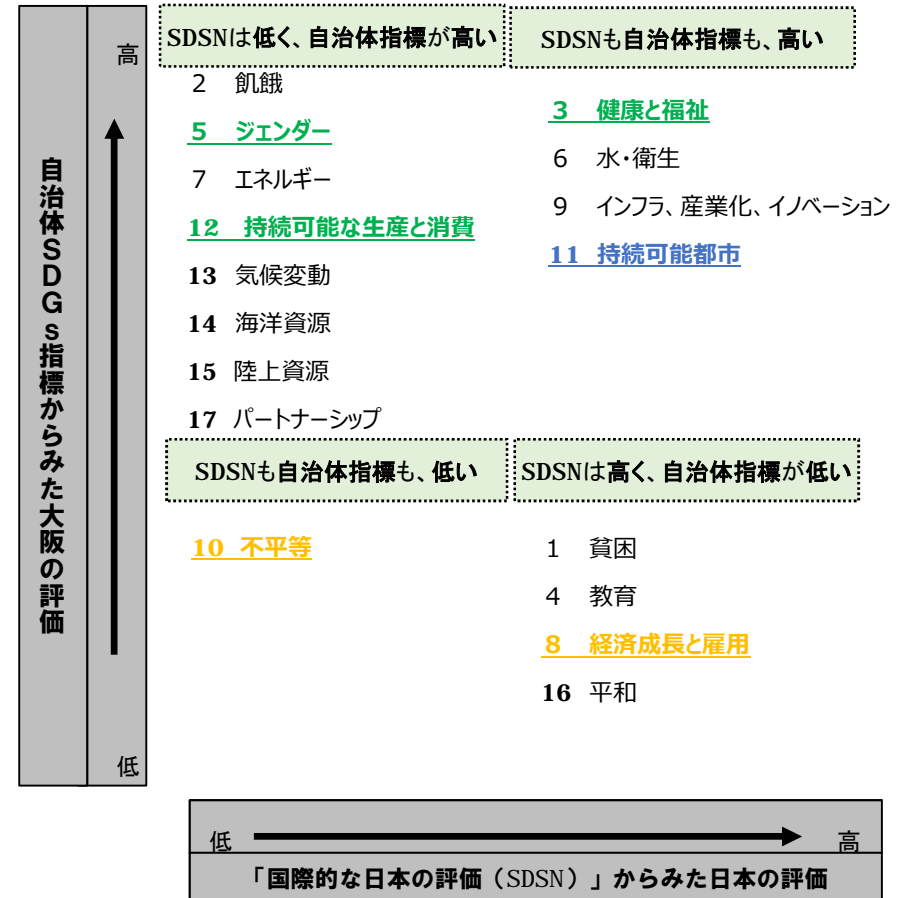 高
自治体SDGs指標からみた大阪の評価
低
SDSNは低く、自治体指標が高い
2 飢餓
5 ジェンダー
7 エネルギー
12 持続可能な生産と消費
13 気候変動
14 海洋資源
15 陸上資源
17 パートナーシップ
SDSNも自治体指標も、高い
3 健康と福祉
6 水・衛生
9 インフラ、産業化、イノベーション
11 持続可能都市
SDSNも自治体指標も、低い
10 不平等
SDSNは高く、自治体指標が低い
1 貧困
4 教育
8 経済成長と雇用
16 平和
低 高
「国際的な日本の評価（SDSN）」からみた日本の評価